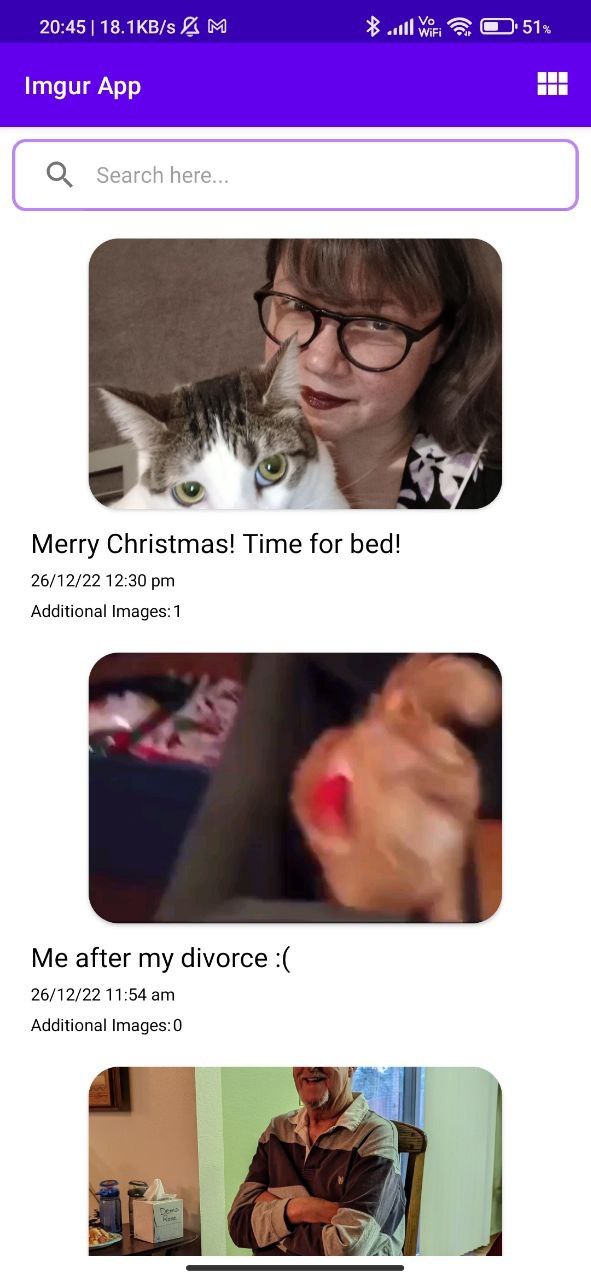 20:45 | 18.1KB/s
Vo
WiFi
51%
Imgur App
Search here...
Merry Christmas! Time for bed!
26/12/22 12:30 pm
Additional Images: 1
Me after my divorce :(
26/12/22 11:54 am
Additional Images: 0